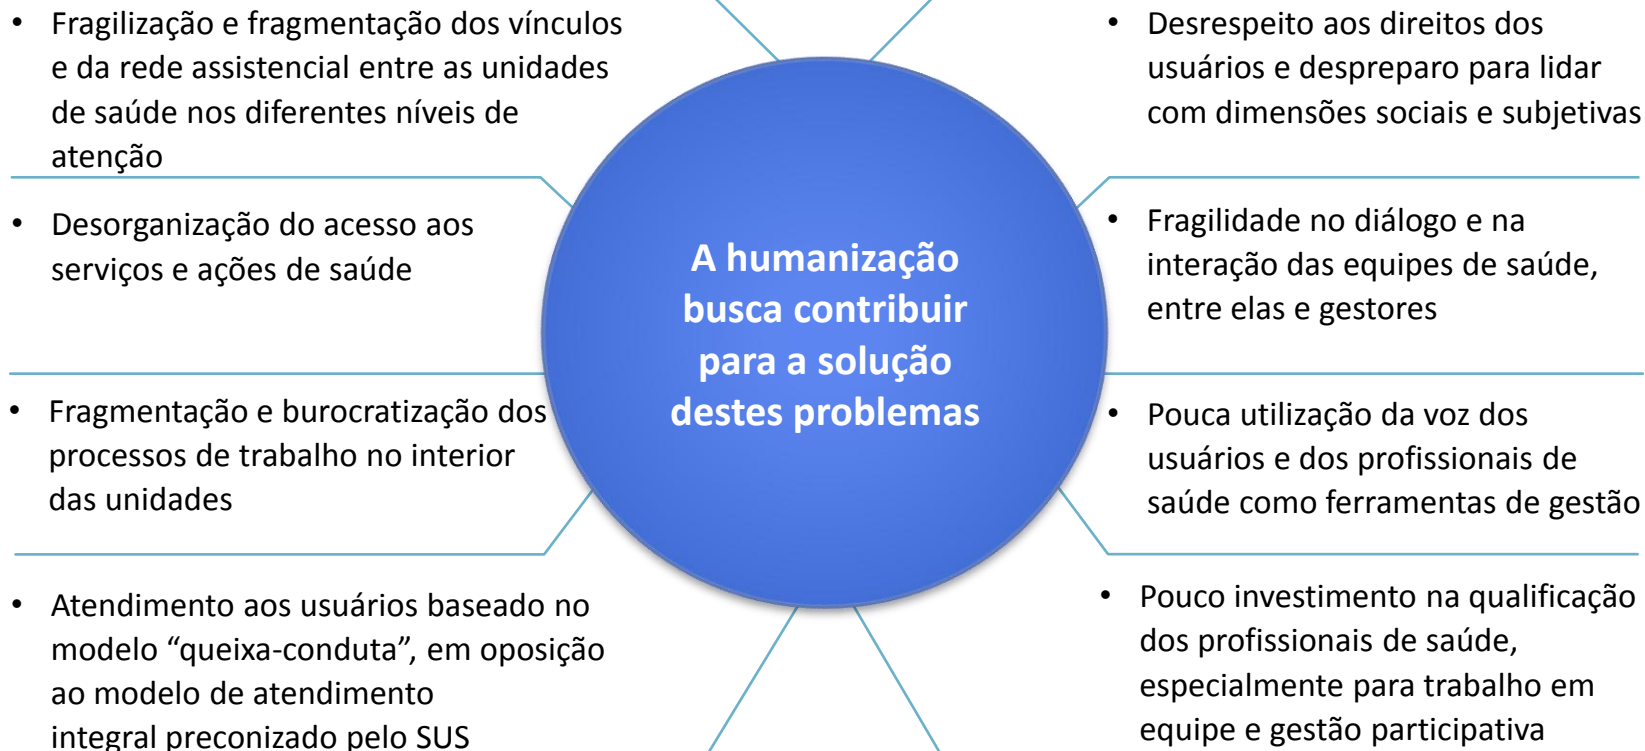 • Fragilização e fragmentação dos vínculos
e da rede assistencial entre as unidades
de saúde nos diferentes níveis de
atenção
• Desorganização do acesso aos
serviços e ações de saúde
• Fragmentação e burocratização dos
processos de trabalho no interior
das unidades
• Atendimento aos usuários baseado no
modelo “queixa-conduta”, em oposição
ao modelo de atendimento
integral preconizado pelo SUS
A humanização
busca contribuir
para a solução
destes problemas
• Desrespeito aos direitos dos
usuários e despreparo para lidar
com dimensões sociais e subjetivas
• Fragilidade no diálogo e na
interação das equipes de saúde,
entre elas e gestores
• Pouca utilização da voz dos
usuários e dos profissionais de
saúde como ferramentas de gestão
• Pouco investimento na qualificação
dos profissionais de saúde,
especialmente para trabalho em
equipe e gestão participativa